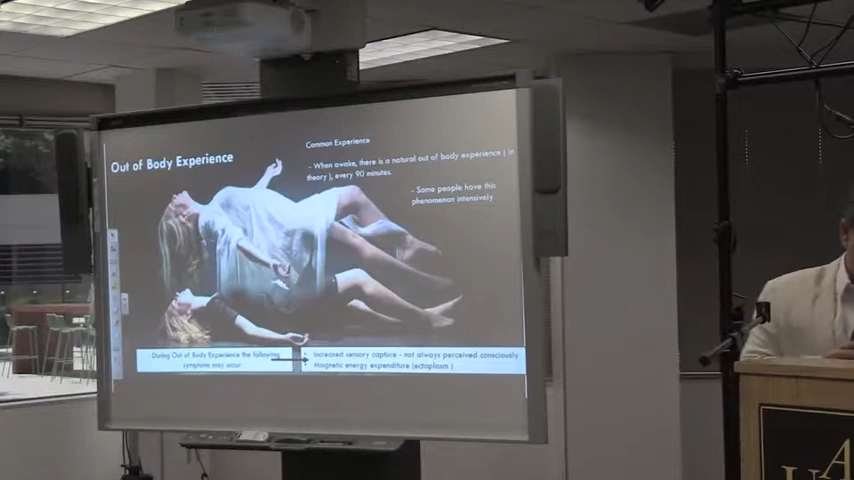 Out of Body Experience
Common Experience
- When awake, there is a natural out of body experience ( in
theory ), every 90 minutes.
- Some people have this
phenomenon intensively
- During Out of Body Experience the following
symptoms may occur
Increased sensory capture - not always perceived consciously
Magnetic energy expenditure (ectoplasm )